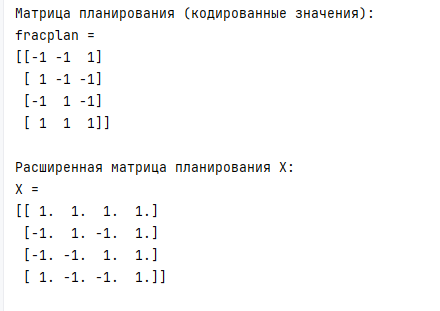 Матрица планирования (кодированные значения):
fracplan =
[[-1 -1  1]
 [ 1 -1 -1]
 [-1  1 -1]
 [ 1  1  1]]

Расширенная матрица планирования X:
X =
[[ 1.  1.  1.  1.]
 [-1.  1. -1.  1.]
 [-1. -1.  1.  1.]
 [ 1. -1. -1.  1.]]